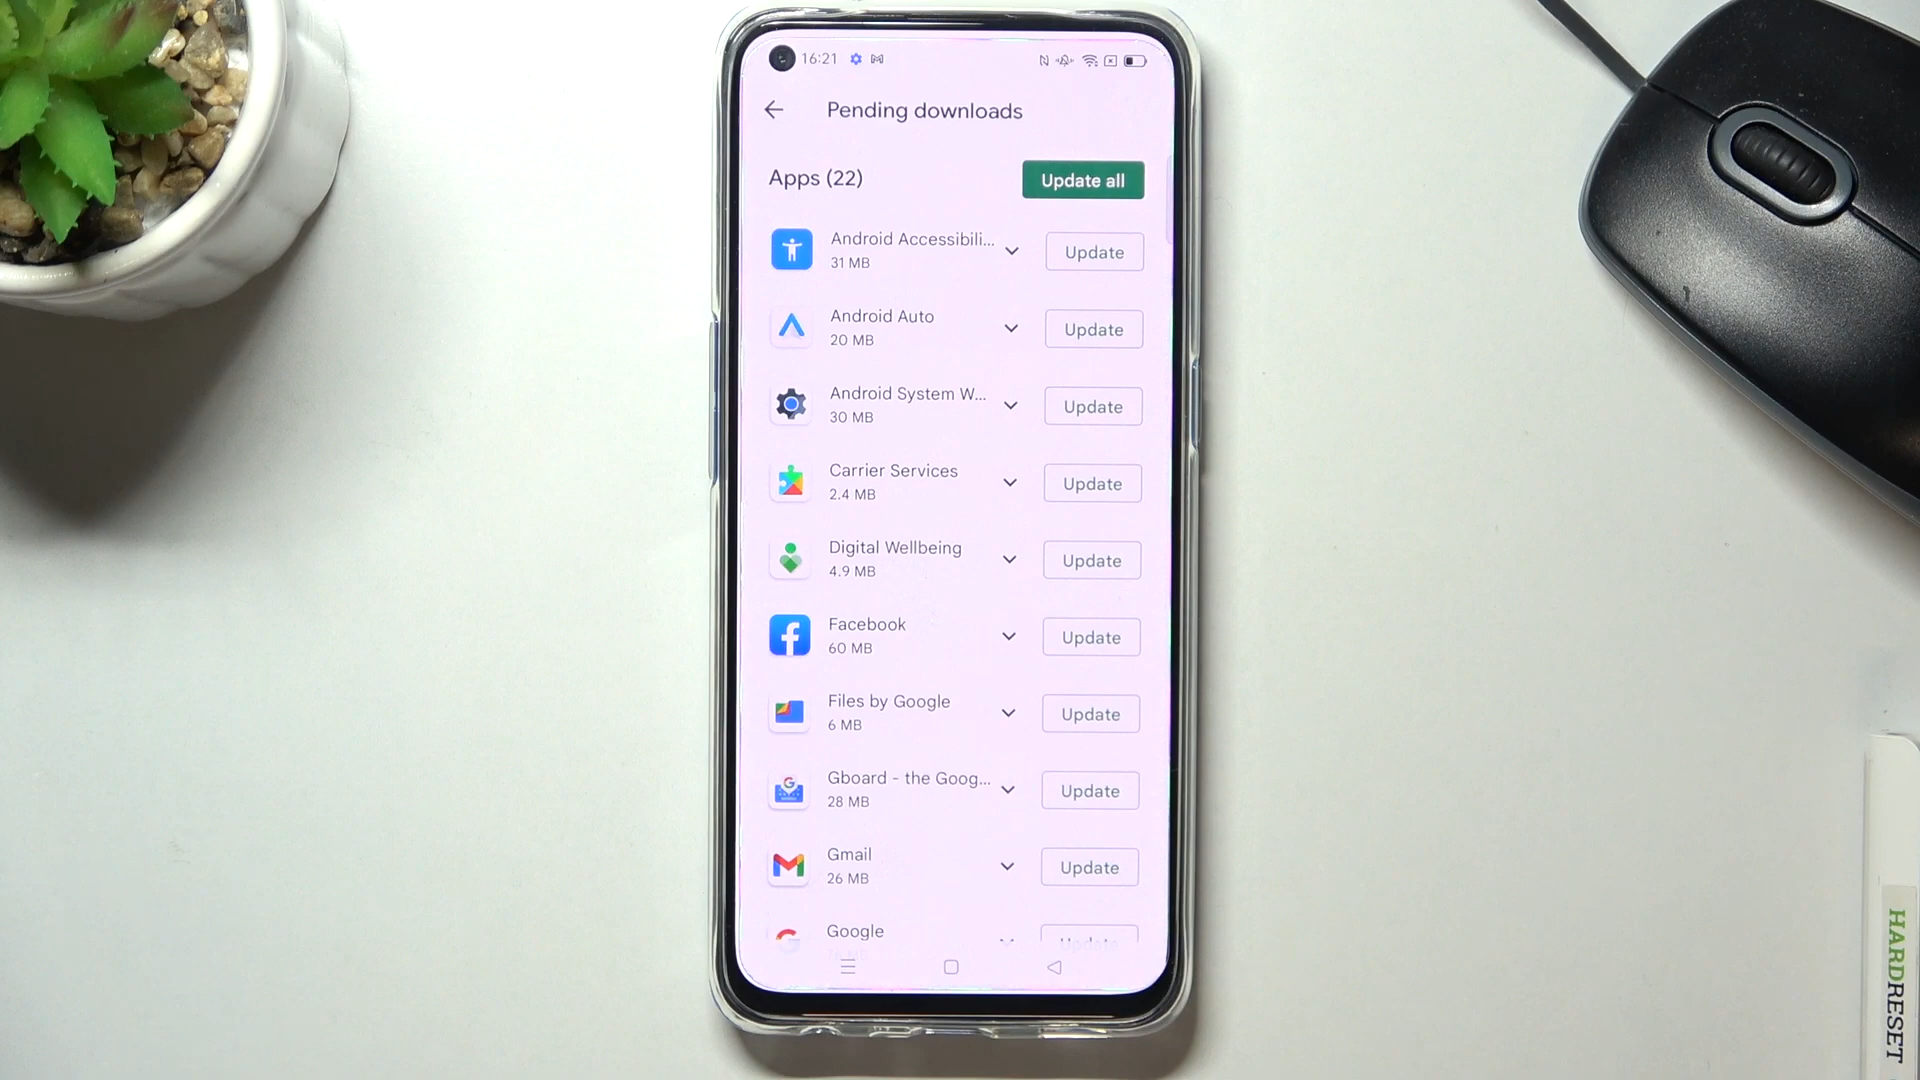 16:21
Pending downloads
Apps (22)
Update all
Android Accessibili...
31 MB
Update
Android Auto
20 MB
Update
Android System W...
30 MB
Update
Carrier Services
2.4 MB
Update
Digital Wellbeing
4.9 MB
Update
Facebook
60 MB
Update
Files by Google
6 MB
Update
Gboard - the Goog...
28 MB
Update
Gmail
26 MB
Update
Google
Update
HARDRESET